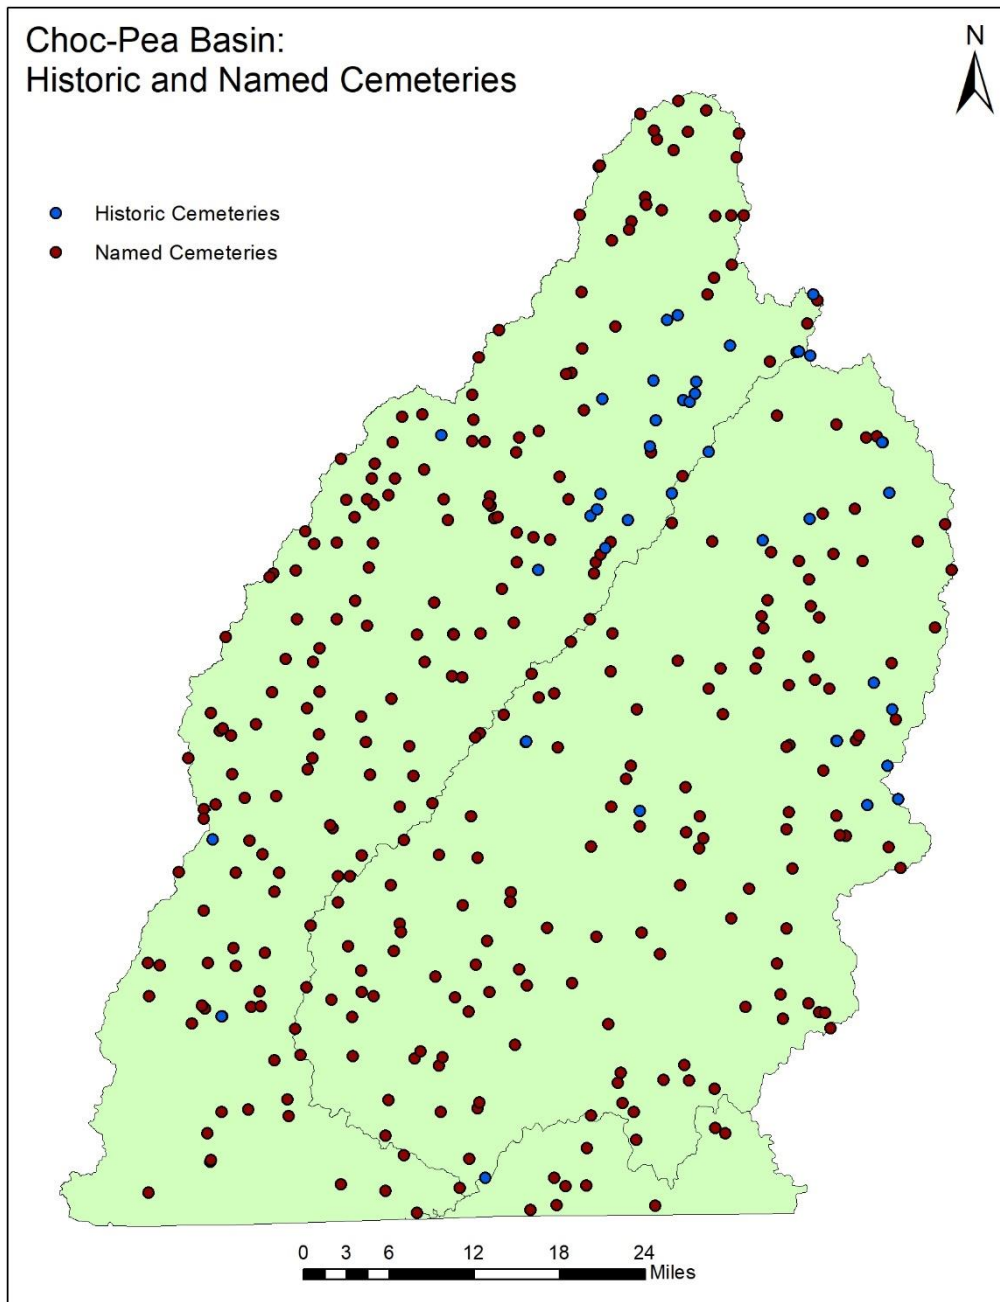 Choc-Pea Basin:
Historic and Named Cemeteries
N
Historic Cemeteries
Named Cemeteries
0 3 6 12 18 24
Miles